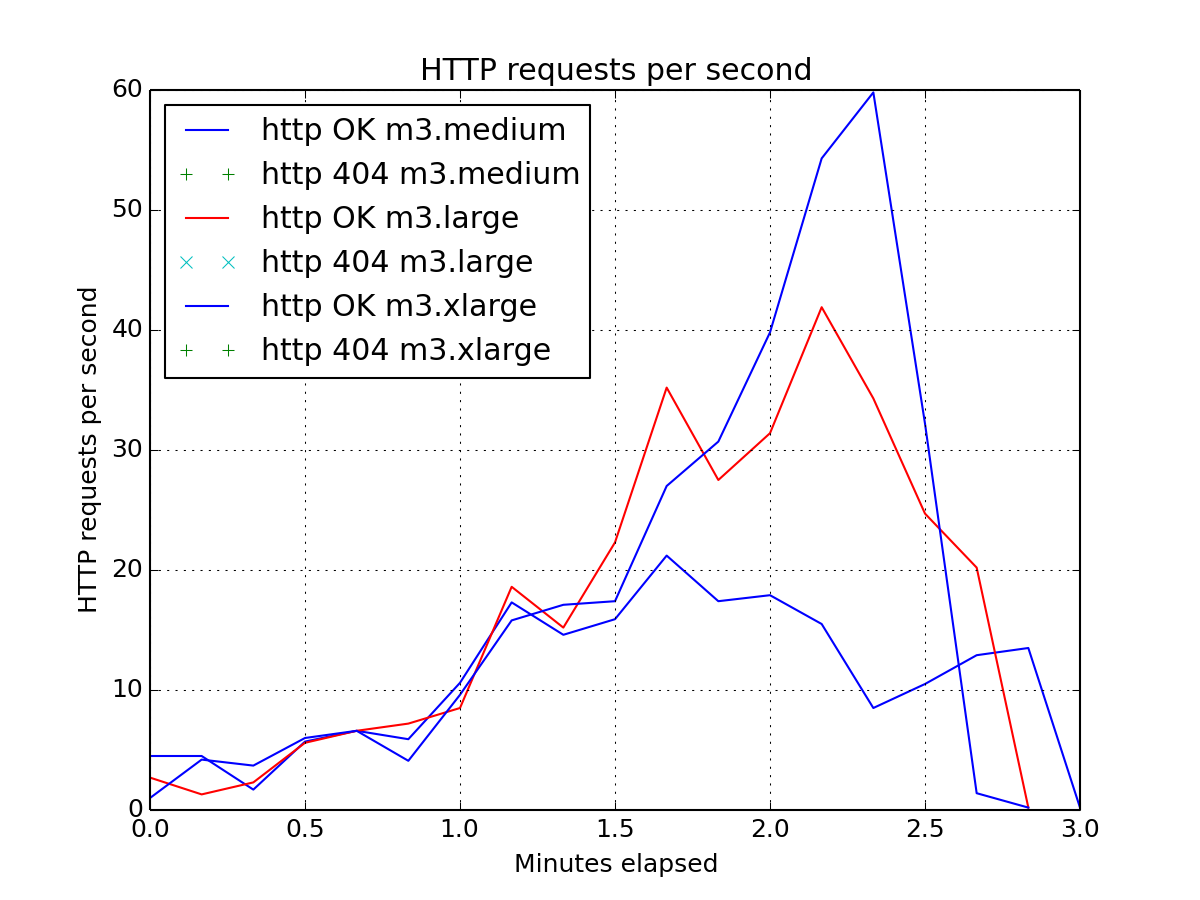 HTTP requests per second
60
50
40
30
20
10
0
http OK m3.medium
http 404 m3.medium
http OK m3.large
http 404 m3.large
http OK m3.xlarge
http 404 m3.xlarge
HTTP requests per second
0.0 0.5 1.0 1.5 2.0 2.5 3.0
Minutes elapsed